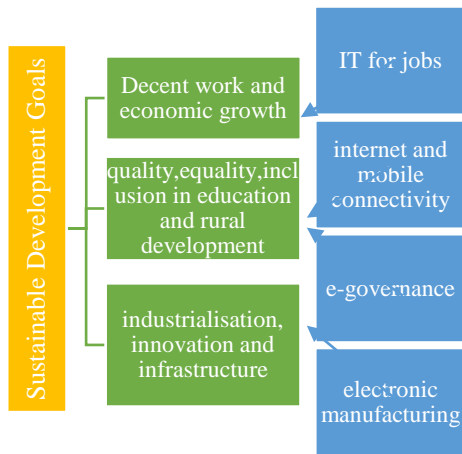 Sustainable Development Goals
Decent work and
economic growth
quality,equality,incl
usion in education
and rural
development
industrialisation,
innovation and
infrastructure
IT for jobs
internet and
mobile
connectivity
e-governance
electronic
manufacturing